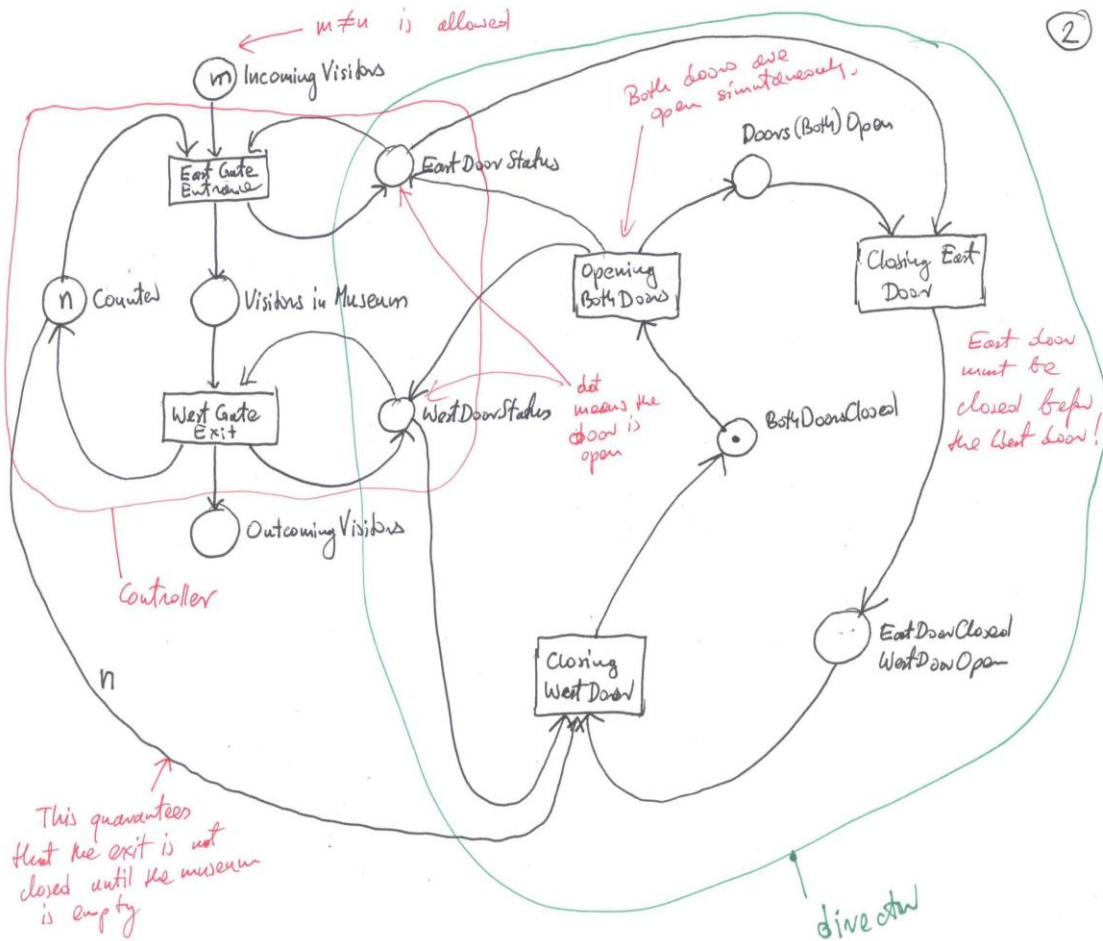 2
m≠n is allowed
m Incoming Visitors
Both doors are
open simutaneously.
Doors (Both) Open
East Gate
Entrance
East Door Status
Opening
Both Doors
Closing East
Door
n Counter
Visitors in Museum
East door
must be
closed before
the West door!
West Gate
Exit
West Door Status
dot
means the
door is
open
Both Doors Closed
Outcoming Visitors
Controller
n
Closing
West Door
East Door Closed
West Door Open
This guarantees
that the exit is not
closed until the museum
is empty
director